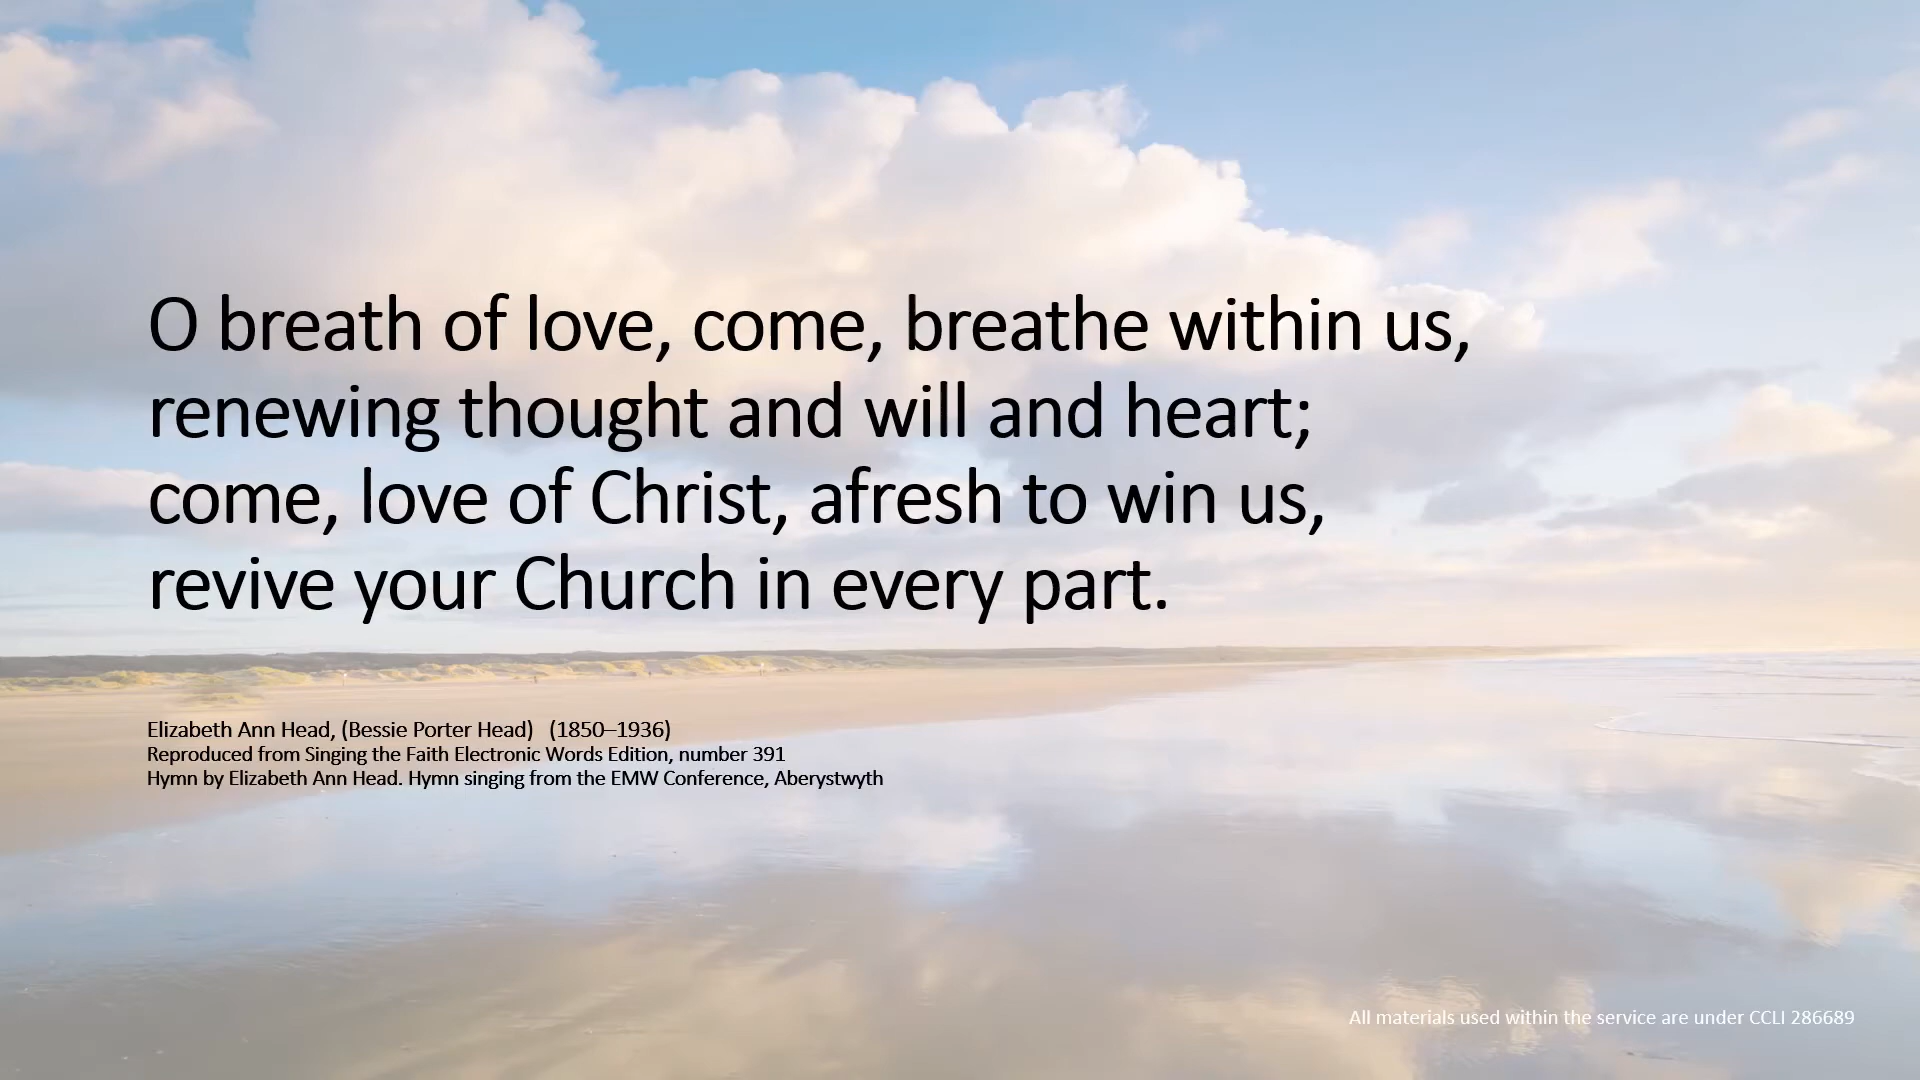 O breath of love, come, breathe within us,
renewing thought and will and heart;
come, love of Christ, afresh to win us,
revive your Church in every part.
Elizabeth Ann Head, (Bessie Porter Head)  (1850–1936)
Reproduced from Singing the Faith Electronic Words Edition, number 391
Hymn by Elizabeth Ann Head. Hymn singing from the EMW Conference, Aberystwyth
All materials used within the service are under CCLI 286689